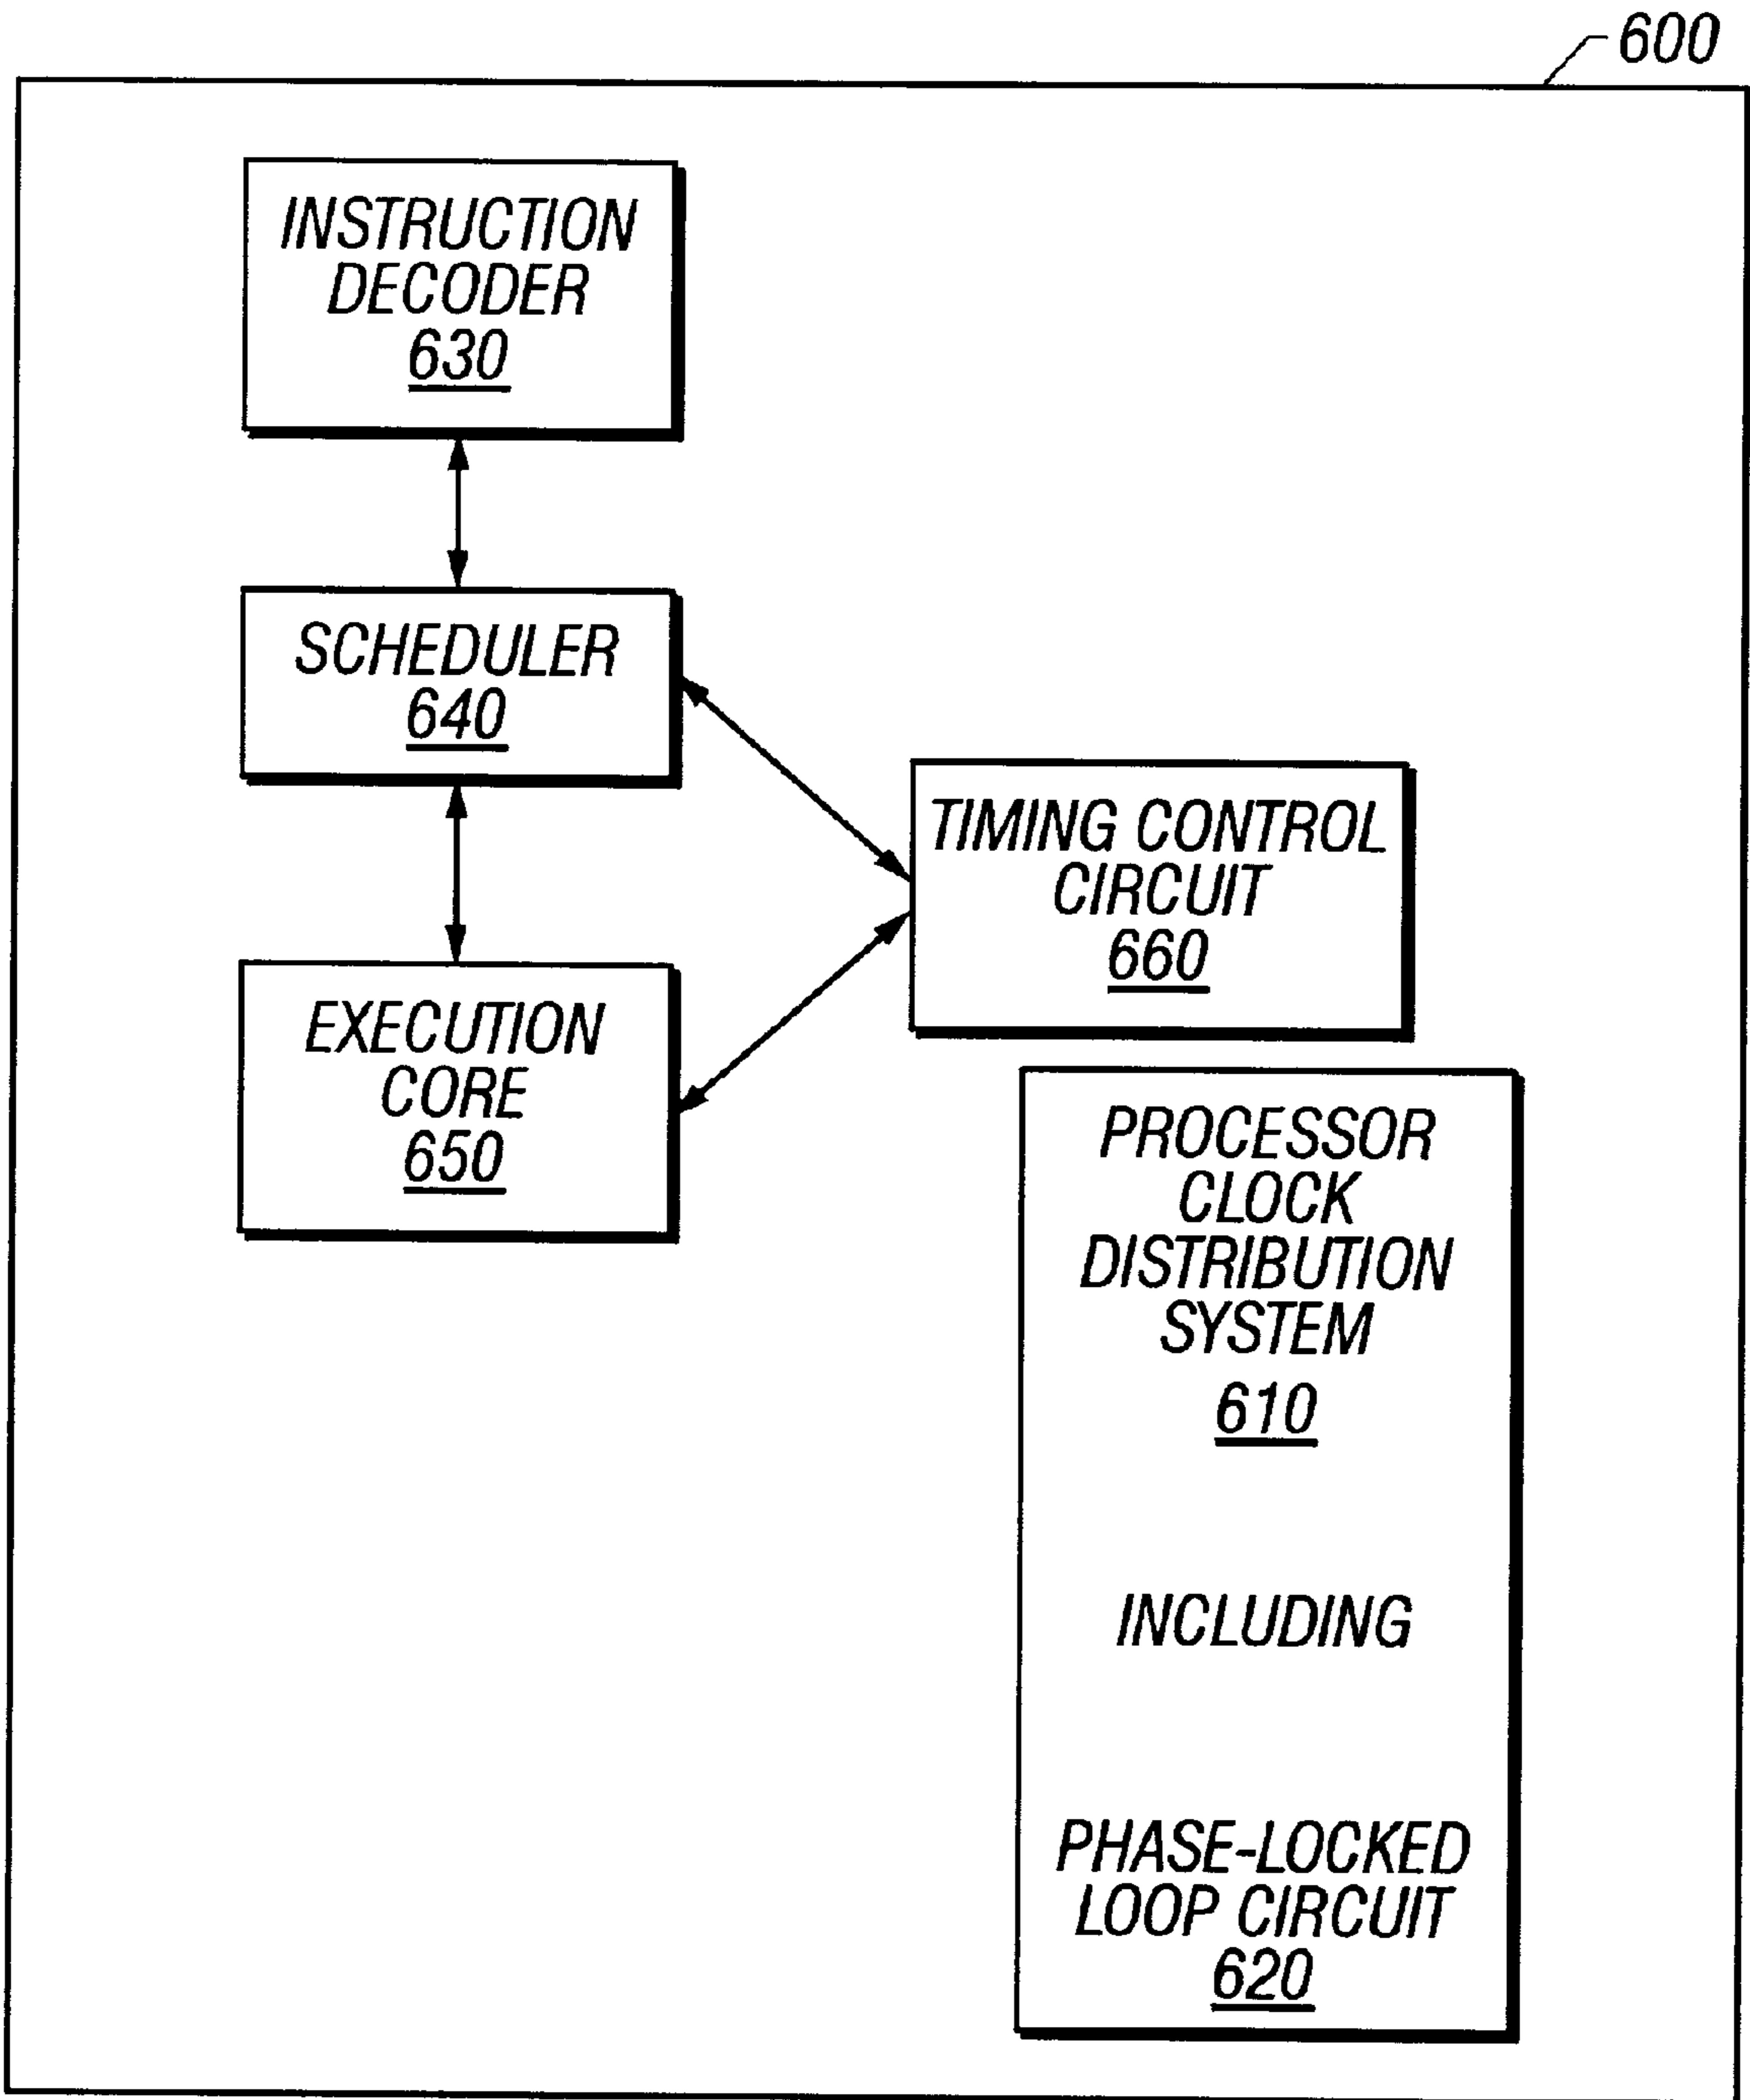 600
INSTRUCTION
DECODER
630
SCHEDULER
640
TIMING CONTROL
CIRCUIT
660
EXECUTION
CORE
650
PROCESSOR
CLOCK
DISTRIBUTION
SYSTEM
610
INCLUDING
PHASE-LOCKED
LOOP CIRCUIT
620